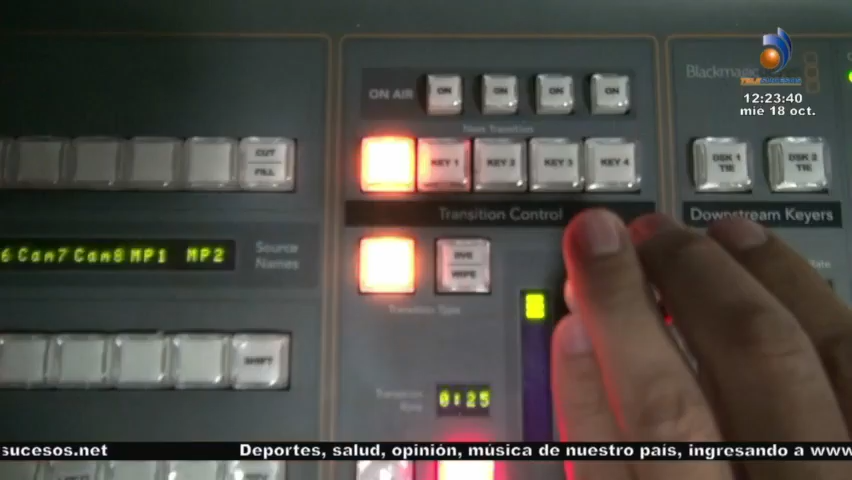 Blackmagic
TELESUCESOS
12:23:40
mie 18 oct.
ON AIR
ON
ON
ON
ON
Next Transition
CUT
FILL
KEY 1
KEY 2
KEY 3
KEY 4
DSK 1
TIE
DSK 2
TIE
Transition Control
Downstream Keyers
6 Cam7 Cam8 MP1 MP2
Source
Names
DVE
WIPE
Rate
Transition Type
SHIFT
Transition
Rate
0:25
sucesos.net
Deportes, salud, opinión, música de nuestro país, ingresando a www